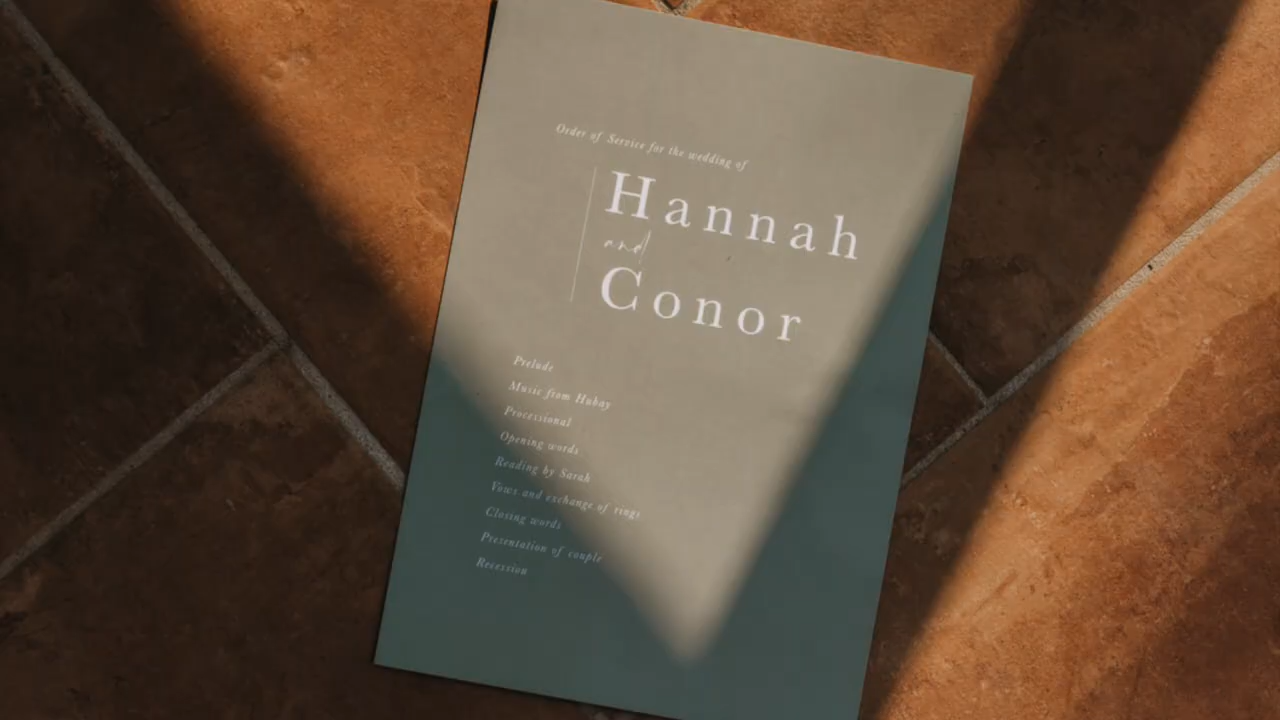 Order of Service for the wedding of
Hannah
and
Conor
Prelude
Music from Hubay
Processional
Opening words
Reading by Sarah
Vows and exchange of rings
Closing words
Presentation of couple
Recession